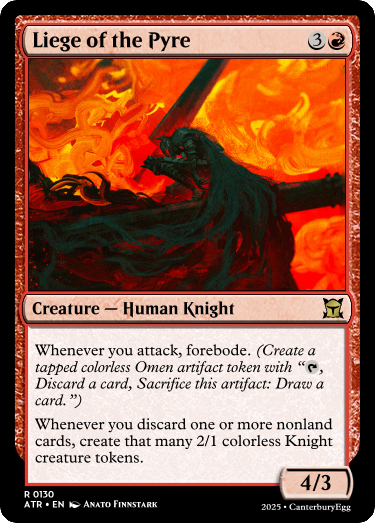 Liege of the Pyre 3
Creature — Human Knight
Whenever you attack, forebode. (Create a
tapped colorless Omen artifact token with “,
Discard a card, Sacrifice this artifact: Draw a
card.”)
Whenever you discard one or more nonland
cards, create that many 2/1 colorless Knight
creature tokens.
4/3
R 0130
ATR • EN Anato Finnstark
2025 • CanterburyEgg